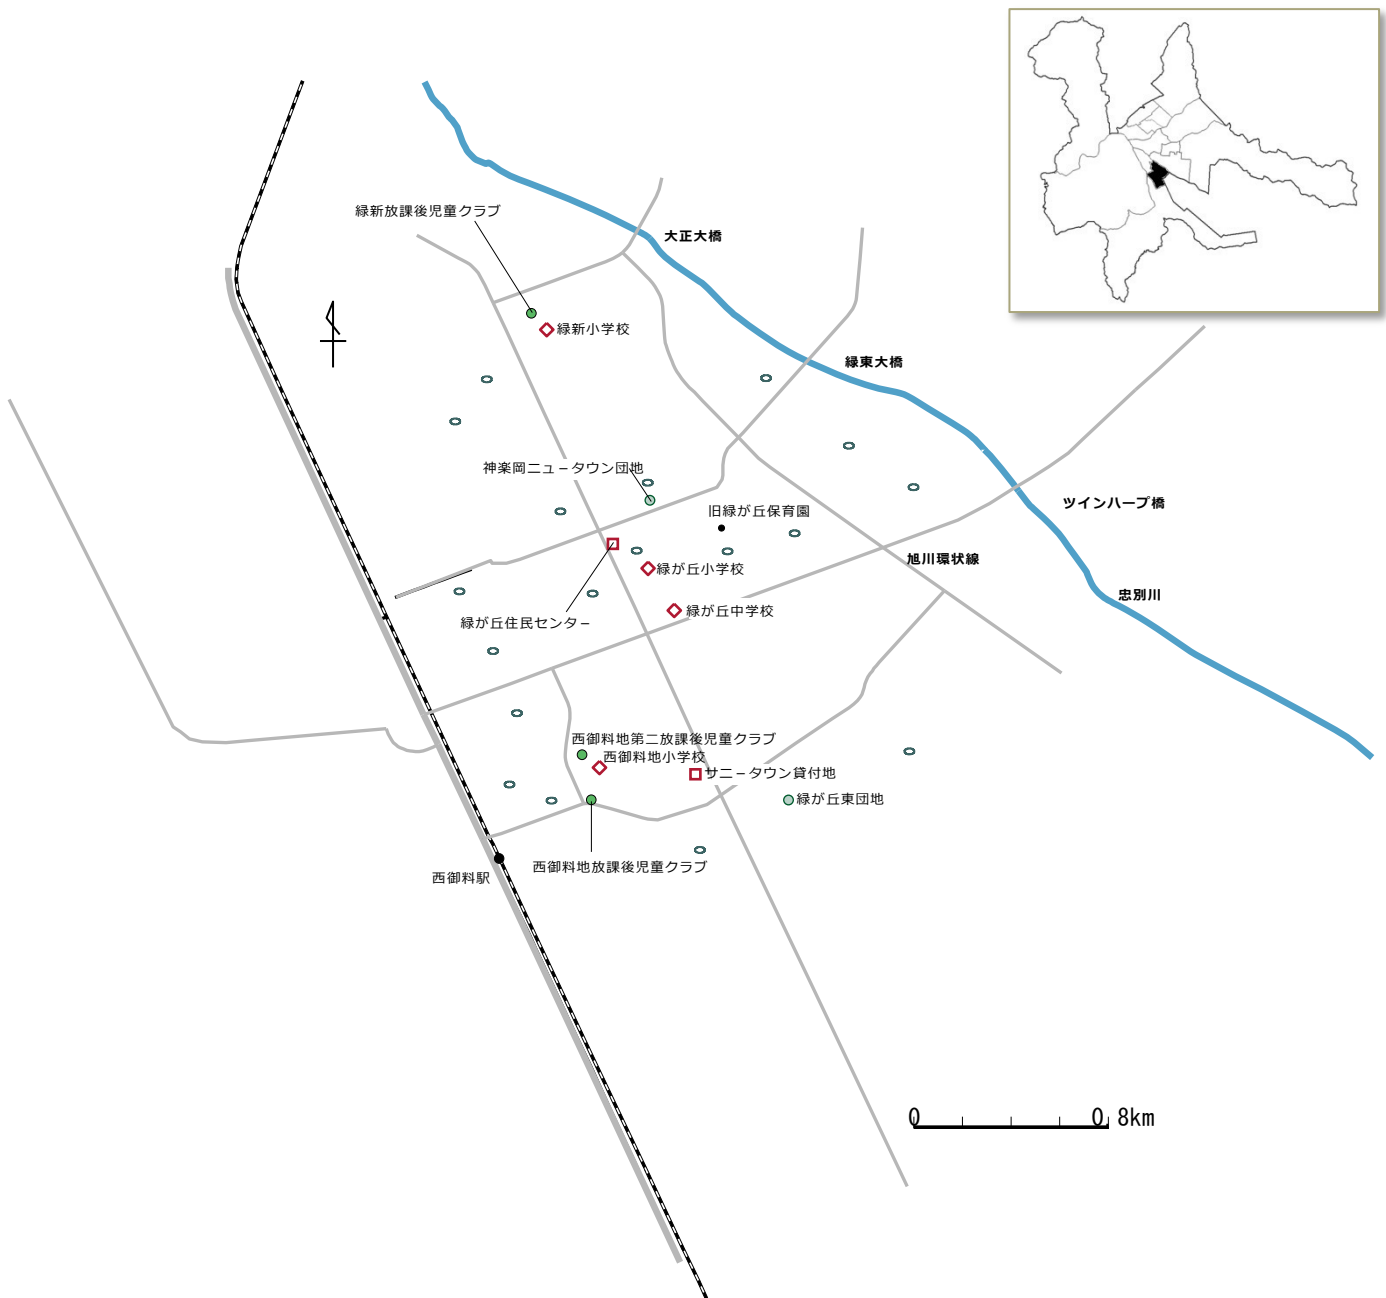 緑新放課後児童クラブ
大正大橋
緑新小学校
緑東大橋
神楽岡ニュータウン団地
ツインハープ橋
旧緑が丘保育園
旭川環状線
緑が丘小学校
忠別川
緑が丘中学校
緑が丘住民センター
西御料地第二放課後児童クラブ
西御料地小学校
サニータウン貸付地
緑が丘東団地
西御料地放課後児童クラブ
西御料駅
0 0.8km